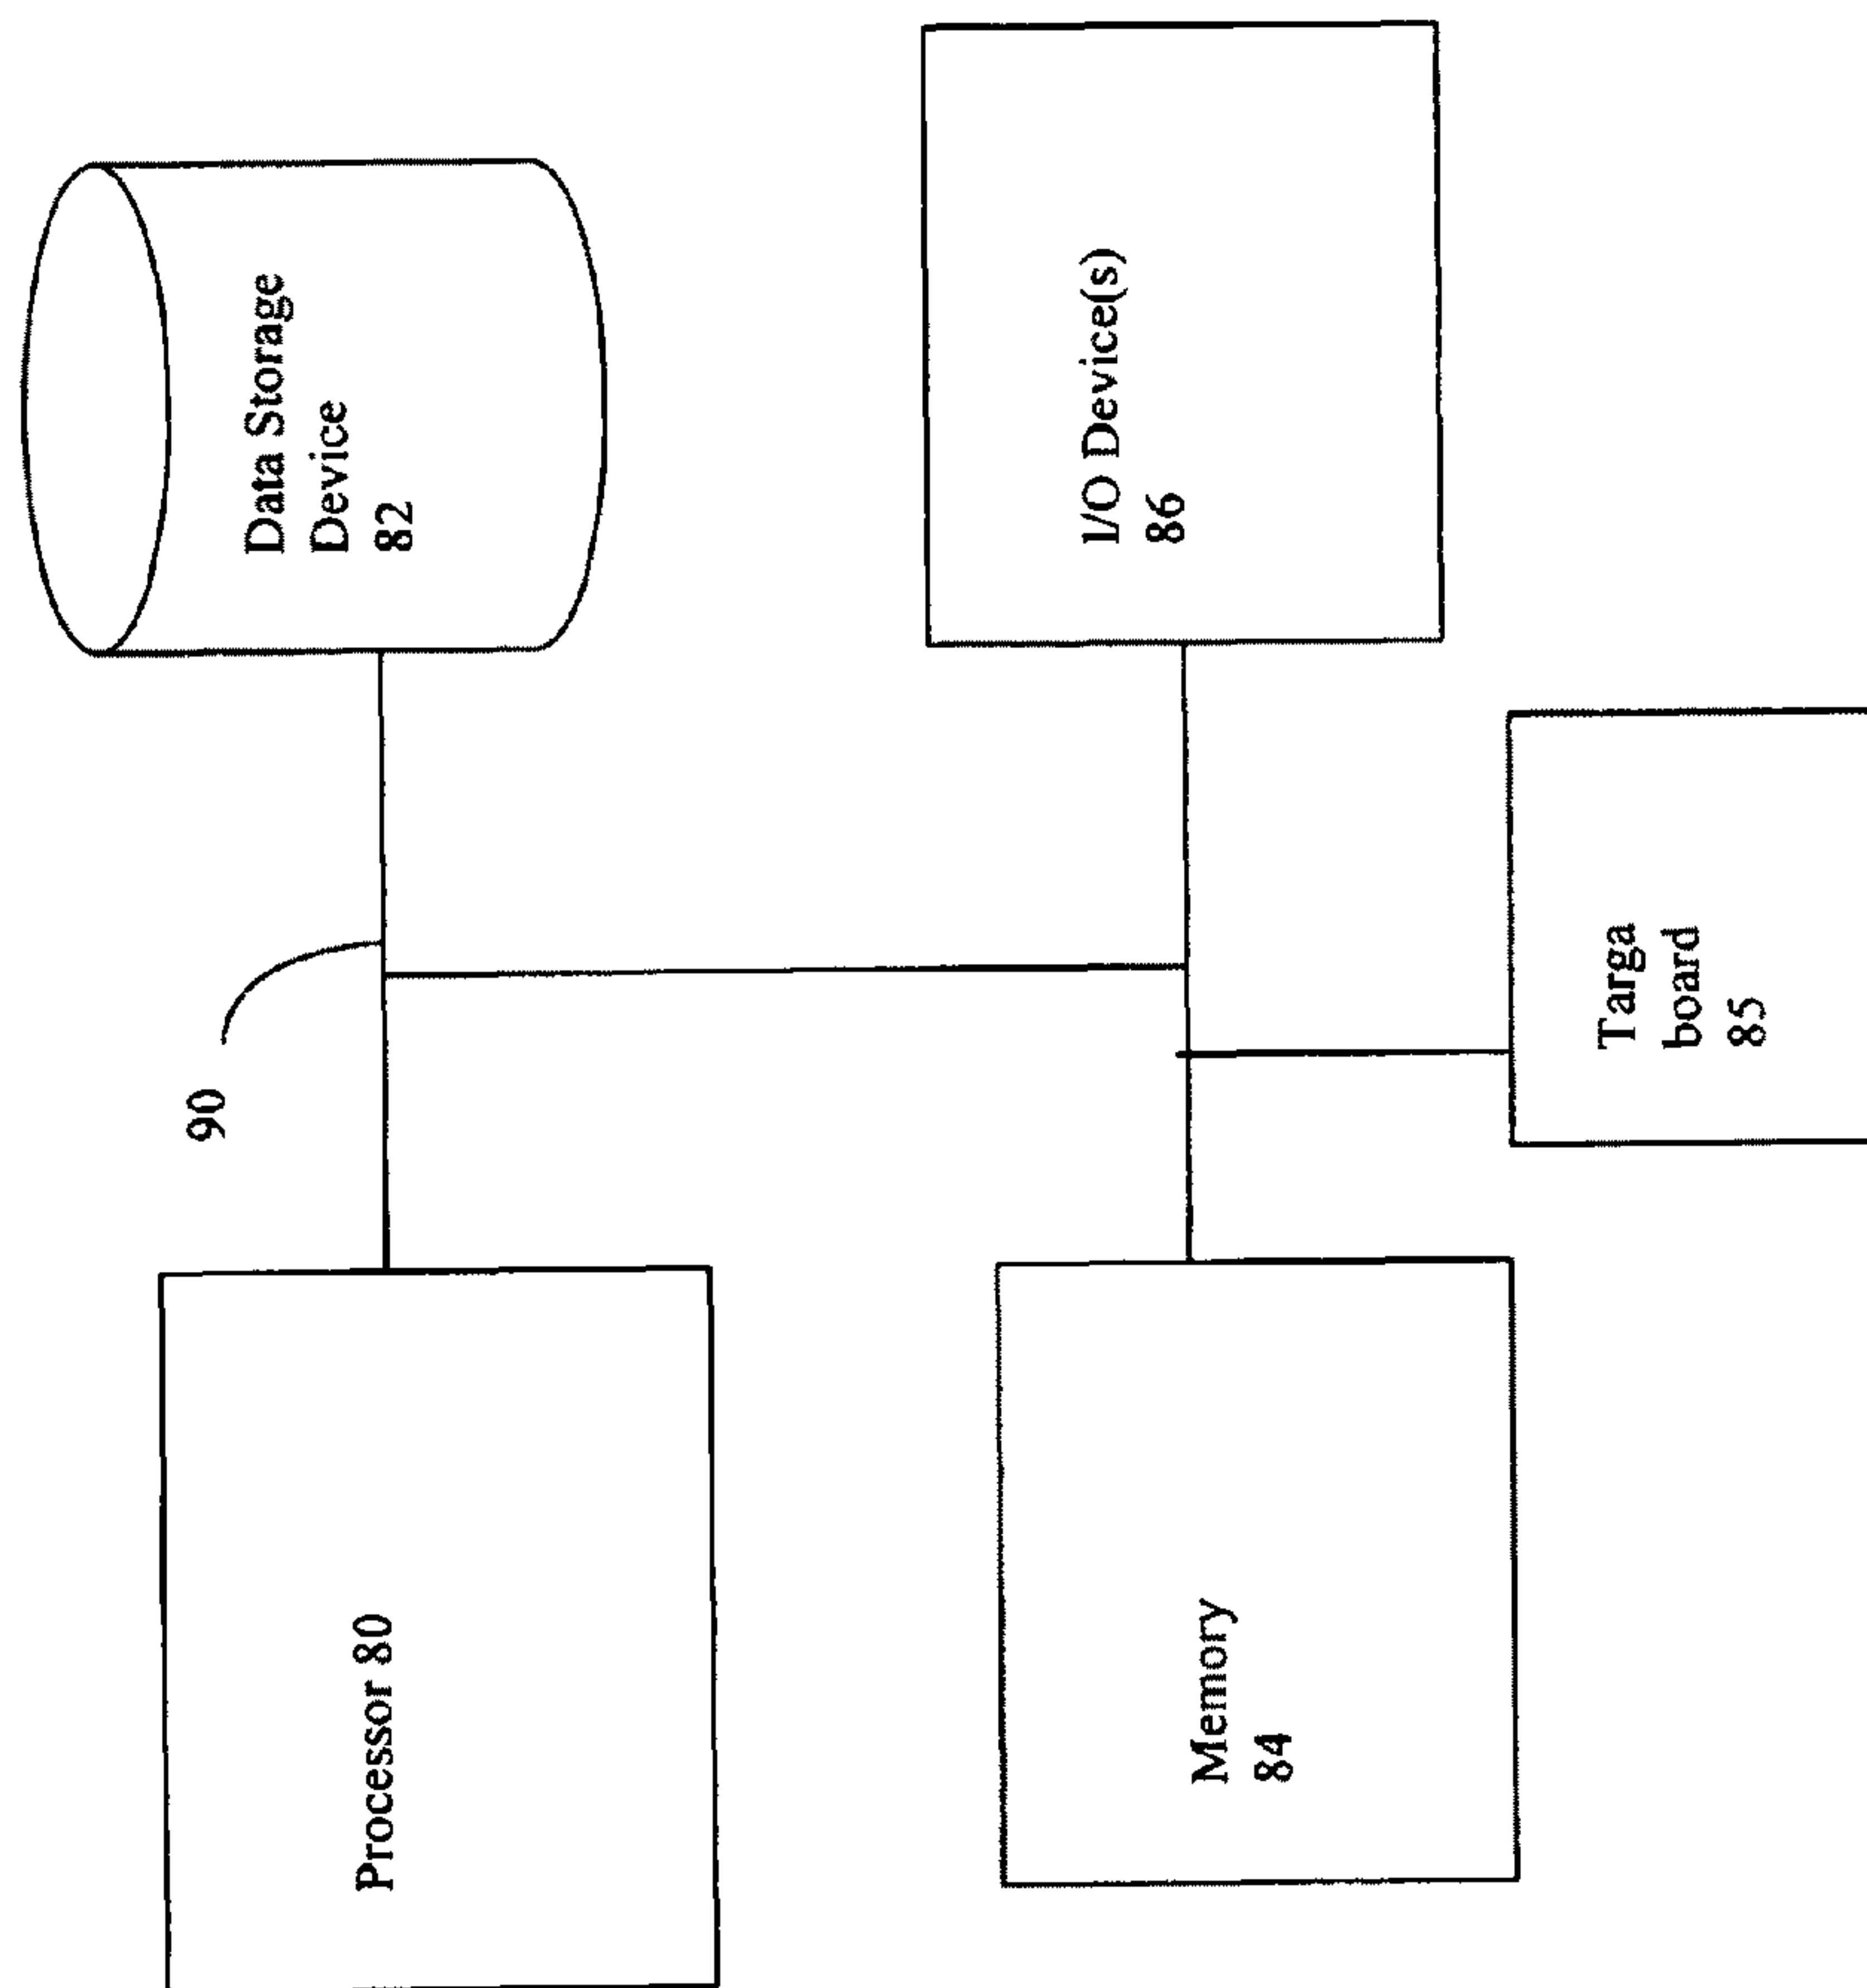 Processor 80
90
Data Storage
Device
82
Memory
84
I/O Device(s)
86
Targa
board
85